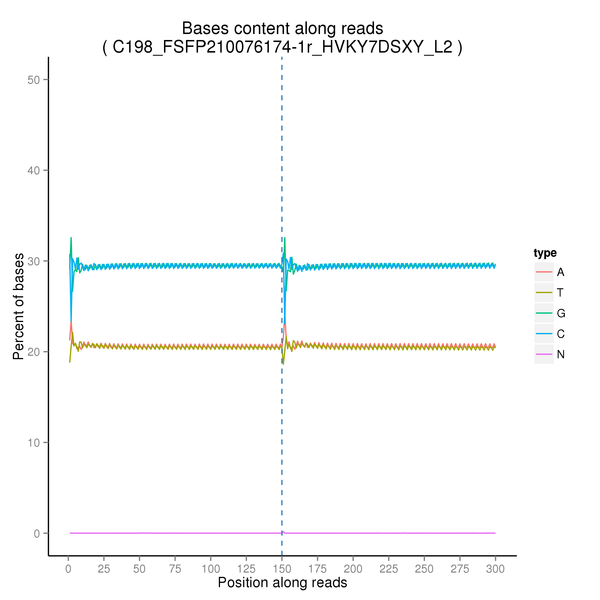 Bases content along reads
( C198_FSFP210076174-1r_HVKY7DSXY_L2 )
50
40
30
20
10
0
Percent of bases
0 25 50 75 100 125 150 175 200 225 250 275 300
Position along reads
type
A
T
G
C
N